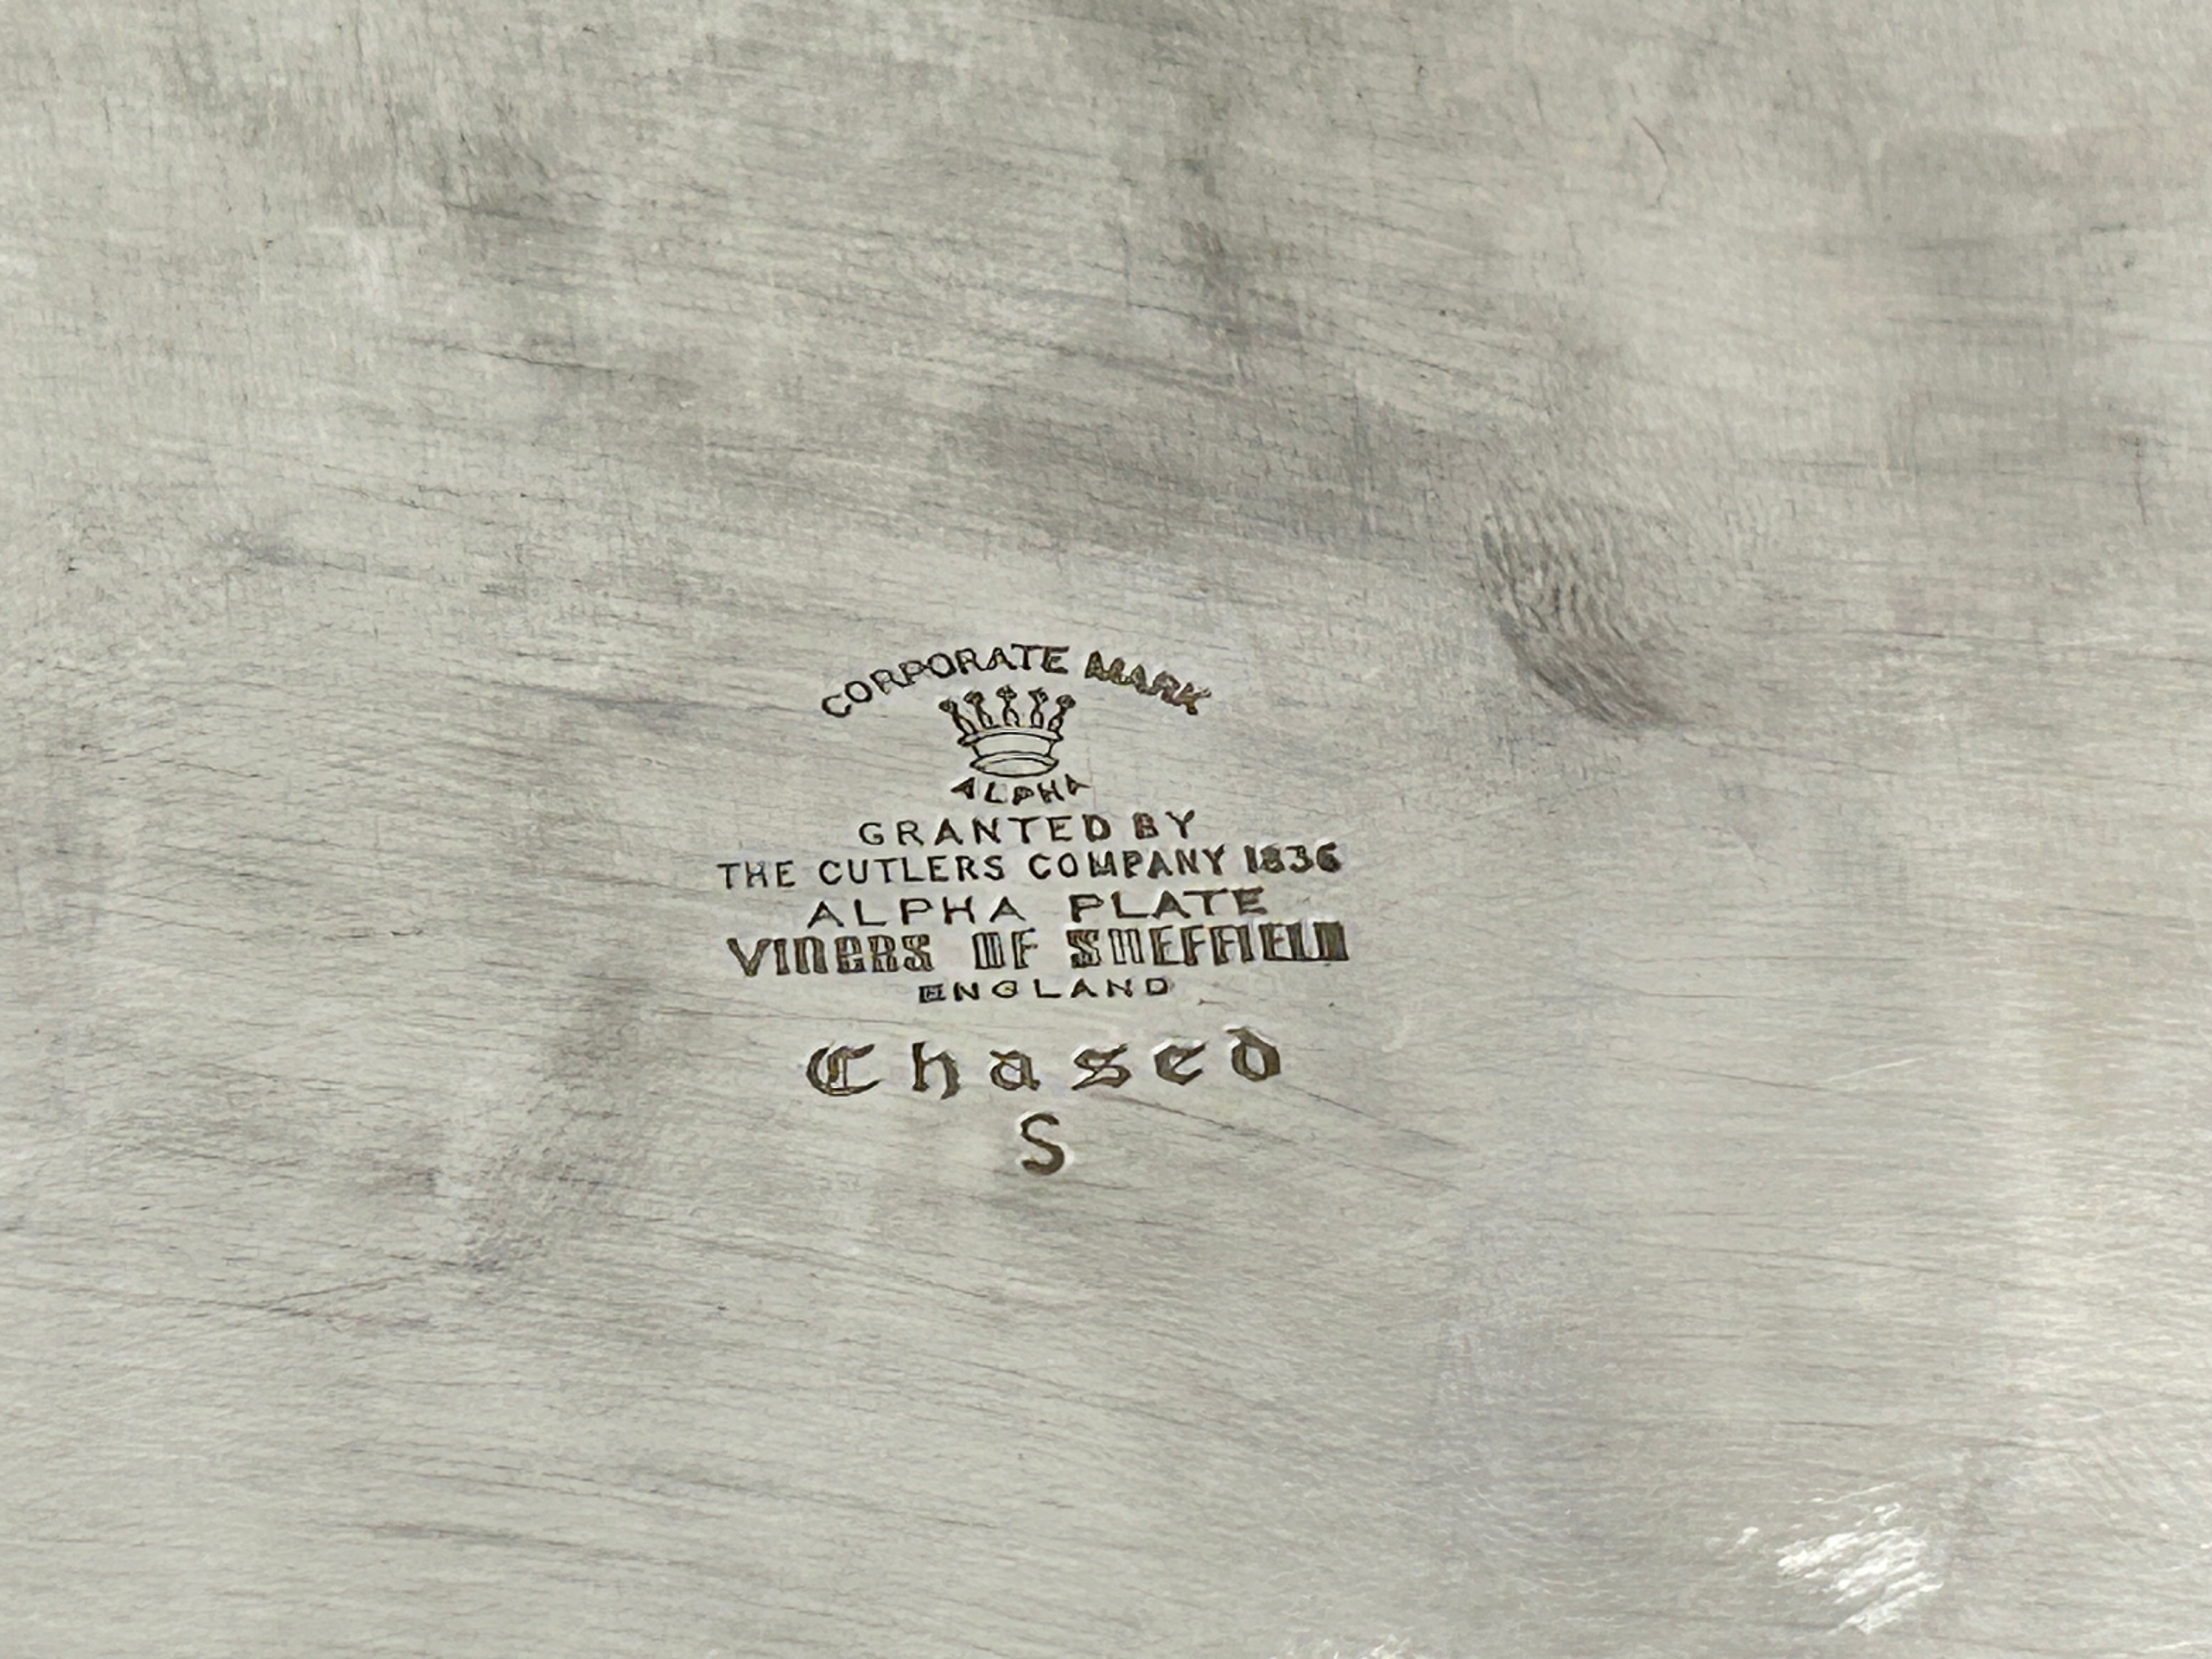 CORPORATE MARK
ALPHA
GRANTED BY
THE CUTLERS COMPANY 1836
ALPHA PLATE
VINERS OF SHEFFIELD
ENGLAND
Chased
S